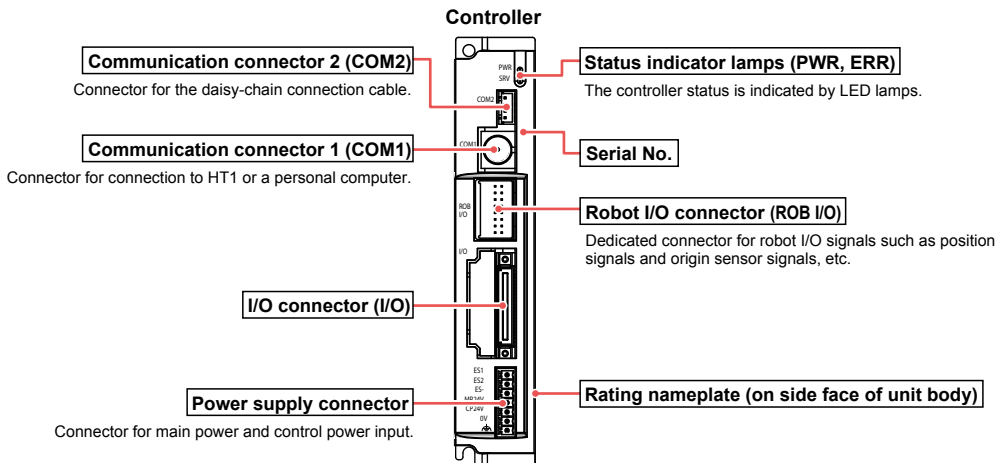 Controller
Communication connector 2 (COM2)
Connector for the daisy-chain connection cable.
Communication connector 1 (COM1)
Connector for connection to HT1 or a personal computer.
I/O connector (I/O)
Power supply connector
Connector for main power and control power input.
PWR
SRV
COM2
COM1
ROB
I/O
I/O
ES1
ES2
ES-
MP24V
CP24V
0V
Status indicator lamps (PWR, ERR)
The controller status is indicated by LED lamps.
Serial No.
Robot I/O connector (ROB I/O)
Dedicated connector for robot I/O signals such as position
signals and origin sensor signals, etc.
Rating nameplate (on side face of unit body)